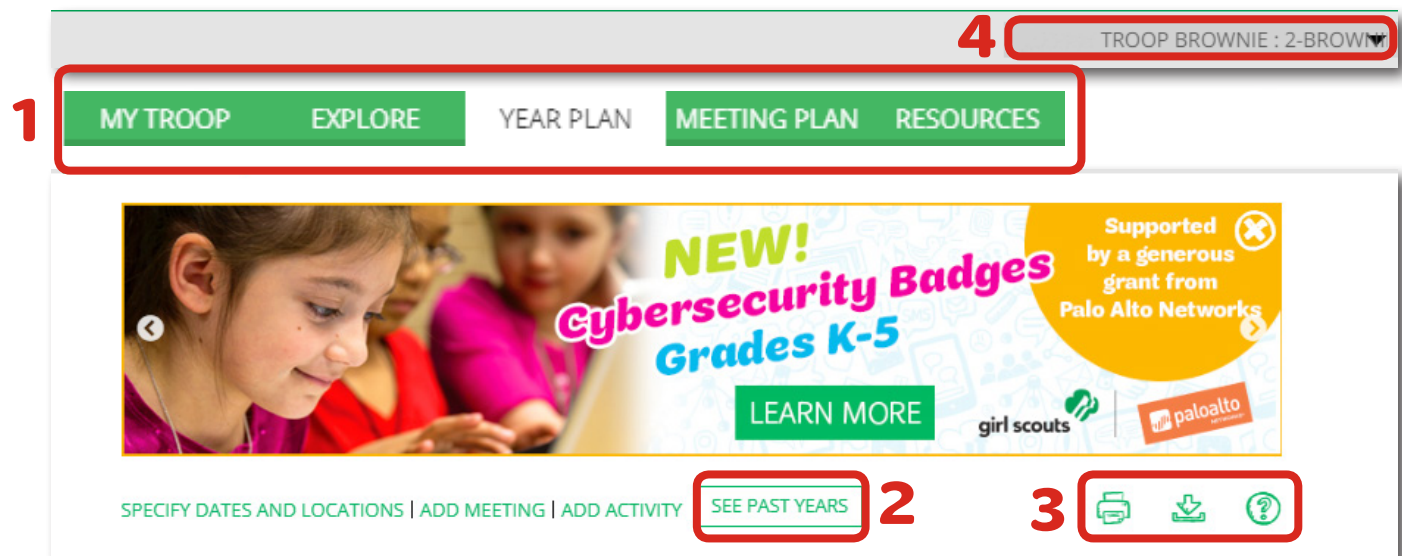 4
TROOP BROWNIE : 2-BROWNI
1
MY TROOP EXPLORE YEAR PLAN MEETING PLAN RESOURCES
NEW!
Cybersecurity Badges
Grades K-5
LEARN MORE
Supported
by a generous
grant from
Palo Alto Networks
girl scouts
paloalto
SPECIFY DATES AND LOCATIONS | ADD MEETING | ADD ACTIVITY SEE PAST YEARS
2
3
?